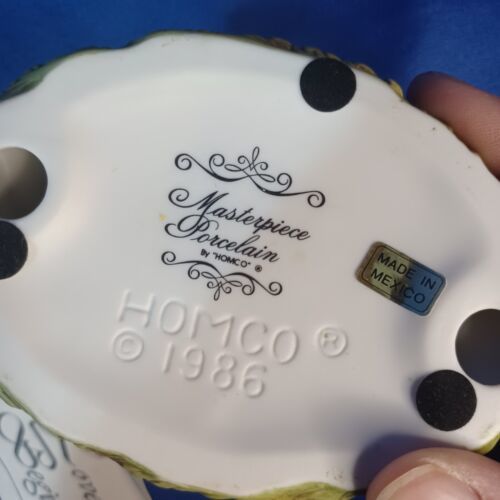 Masterpiece
Porcelain
BY "HOMCO" ®
MADE IN
MEXICO
HOMCO ®
© 1986